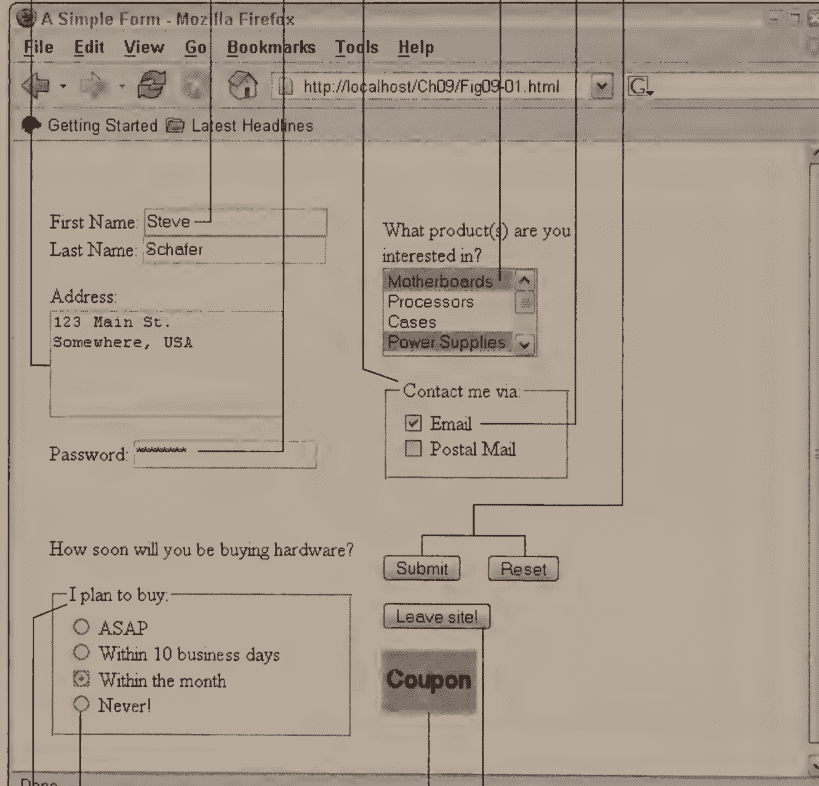 A Simple Form - Mozilla Firefox
File Edit View Go Bookmarks Tools Help
http://localhost/Ch09/Fig09-01.html G
Getting Started Latest Headlines
First Name: Steve
Last Name: Schafer
Address:
123 Main St.
Somewhere, USA
Password: ********
How soon will you be buying hardware?
I plan to buy:
ASAP
Within 10 business days
Within the month
Never!
What product(s) are you
interested in?
Motherboards
Processors
Cases
Power Supplies
Contact me via:
Email
Postal Mail
Submit Reset
Leave site!
Coupon
Done